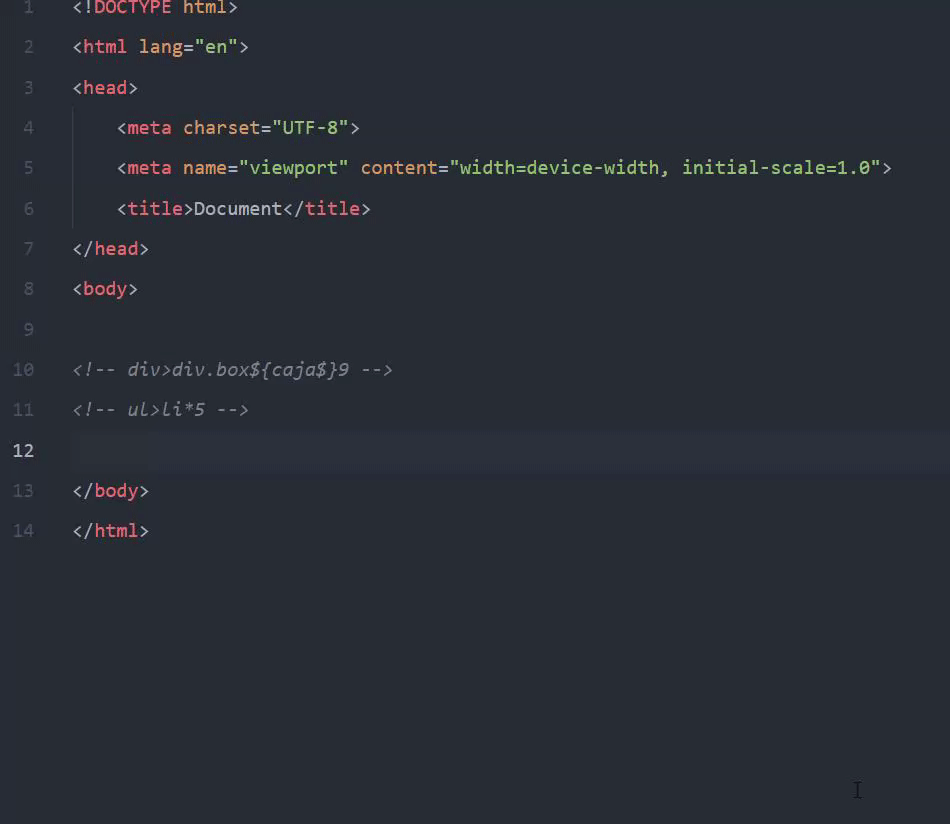 1 <!DOCTYPE html>
2 <html lang="en">
3 <head>
4 <meta charset="UTF-8">
5 <meta name="viewport" content="width=device-width, initial-scale=1.0">
6 <title>Document</title>
7 </head>
8 <body>
9
10 <!-- div>div.box${caja$}9 -->
11 <!-- ul>li*5 -->
12
13 </body>
14 </html>